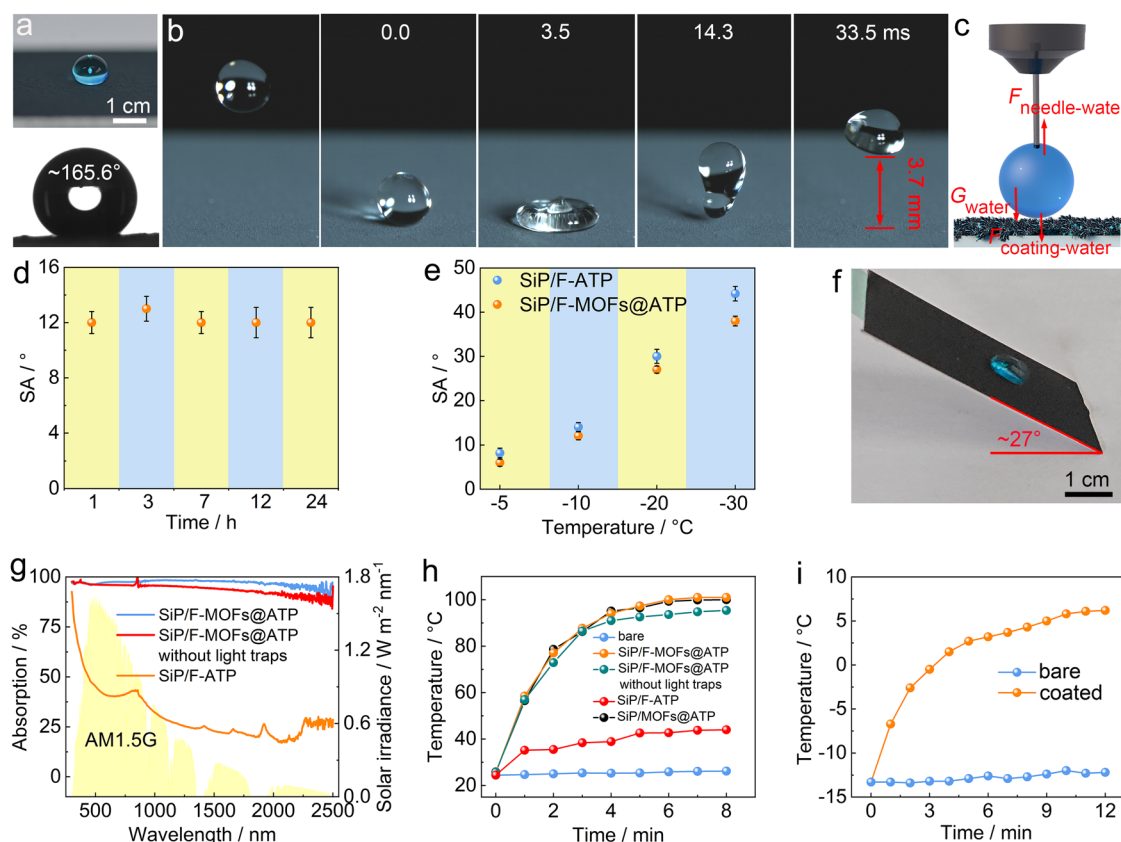 a
1 cm
~165.6°
b
0.0
3.5
14.3
33.5 ms
3.7 mm
c
F needle-wate
G water
F coating-water
d
16
12
8
4
0
SA / °
1
3
7
12
24
Time / h
e
50
40
30
20
10
0
SA / °
SiP/F-ATP
SiP/F-MOFs@ATP
-5
-10
-20
-30
Temperature / °C
f
~27°
1 cm
g
100
75
50
25
0
Absorption / %
SiP/F-MOFs@ATP
SiP/F-MOFs@ATP
without light traps
SiP/F-ATP
AM1.5G
1.8
1.2
0.6
0.0
Solar irradiance / W m-2 nm-1
500
1000
1500
2000
2500
Wavelength / nm
h
100
80
60
40
20
Temperature / °C
bare
SiP/F-MOFs@ATP
SiP/F-MOFs@ATP
without light traps
SiP/F-ATP
SiP/MOFs@ATP
0
2
4
6
8
Time / min
i
10
5
0
-5
-10
-15
Temperature / °C
bare
coated
0
3
6
9
12
Time / min